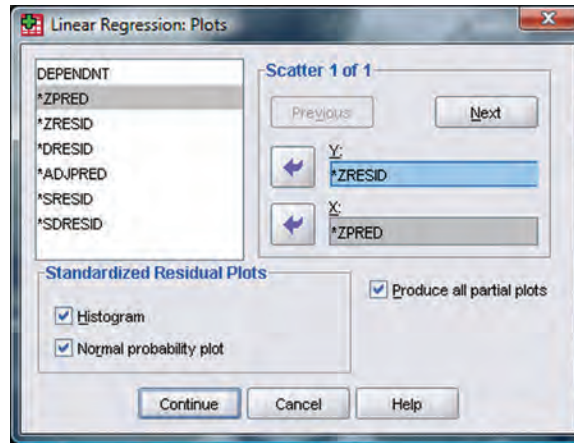 Linear Regression: Plots
DEPENDNT
*ZPRED
*ZRESID
*DRESID
*ADJPRED
*SRESID
*SDRESID
Scatter 1 of 1
Previous
Next
Y:
*ZRESID
X:
*ZPRED
Standardized Residual Plots
Histogram
Normal probability plot
Produce all partial plots
Continue
Cancel
Help